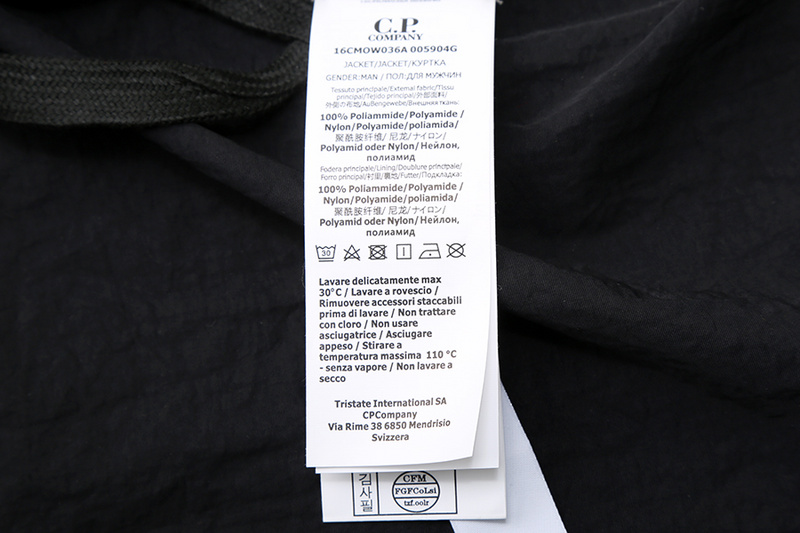 C.P.
COMPANY
16CMOW036A 005904G
JACKET/JACKET/КУРТКА
GENDER:MAN / ПОЛ:ДЛЯ МУЖЧИН
Tessuto principale/External fabric/Tissu
principal/Tejido principal/外部面料/
外側の布地/Außengewebe/Внешняя ткань:
100% Poliammide/Polyamide /
Nylon/Polyamide/poliamida/
聚酰胺纤维/ 尼龙/ナイロン/
Polyamid oder Nylon/ Нейлон,
полиамид
Fodera principale/Lining/Doublure principale/
Forro principal/衬里/裏地/Futter/Подкладка:
100% Poliammide/Polyamide /
Nylon/Polyamide/poliamida/
聚酰胺纤维/ 尼龙/ナイロン/
Polyamid oder Nylon/ Нейлон,
полиамид
30
Lavare delicatamente max
30°C / Lavare a rovescio /
Rimuovere accessori staccabili
prima di lavare / Non trattare
con cloro / Non usare
asciugatrice / Asciugare
appeso / Stirare a
temperatura massima 110 °C
- senza vapore / Non lavare a
secco
Tristate International SA
CPCompany
Via Rime 38 6850 Mendrisio
Svizzera
검사필
CFM
FGFCoLsl
txf.oolr